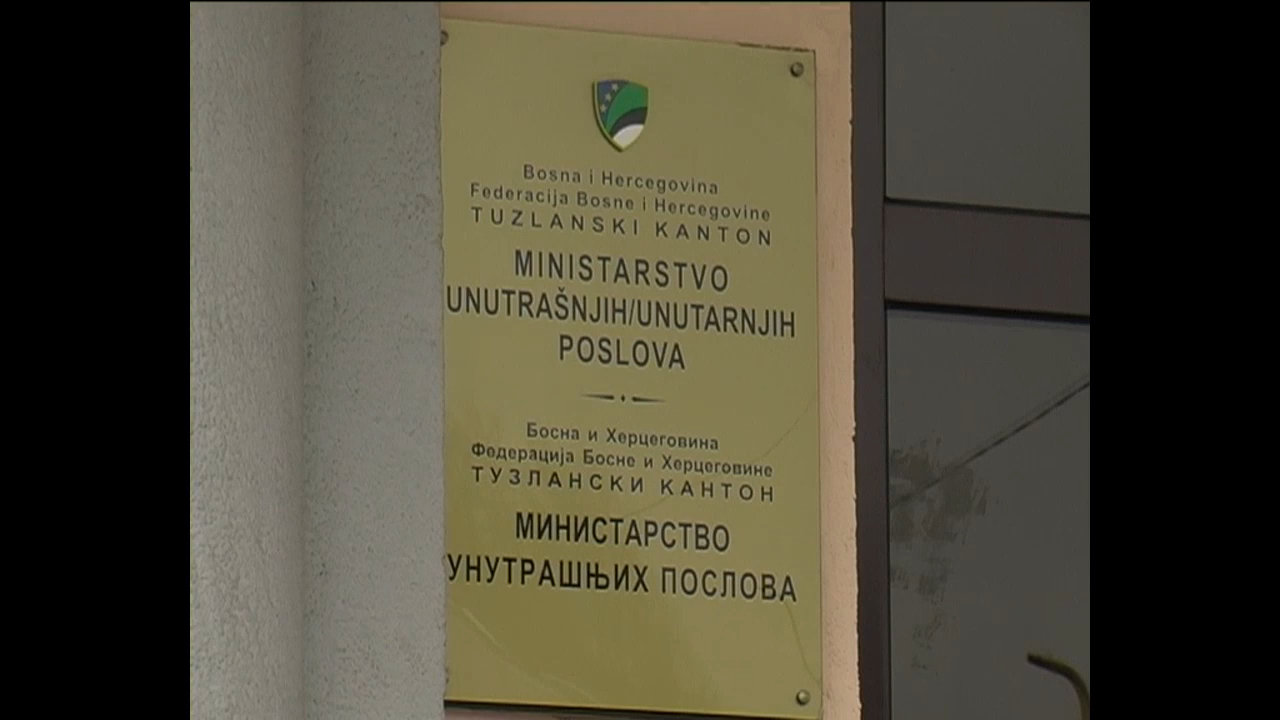 Bosna i Hercegovina
Federacija Bosne i Hercegovine
TUZLANSKI KANTON
MINISTARSTVO
UNUTRAŠNJIH/UNUTARNJIH
POSLOVA
Босна и Херцеговина
Федерација Босне и Херцеговине
ТУЗЛАНСКИ КАНТОН
МИНИСТАРСТВО
УНУТРАШЊИХ ПОСЛОВА